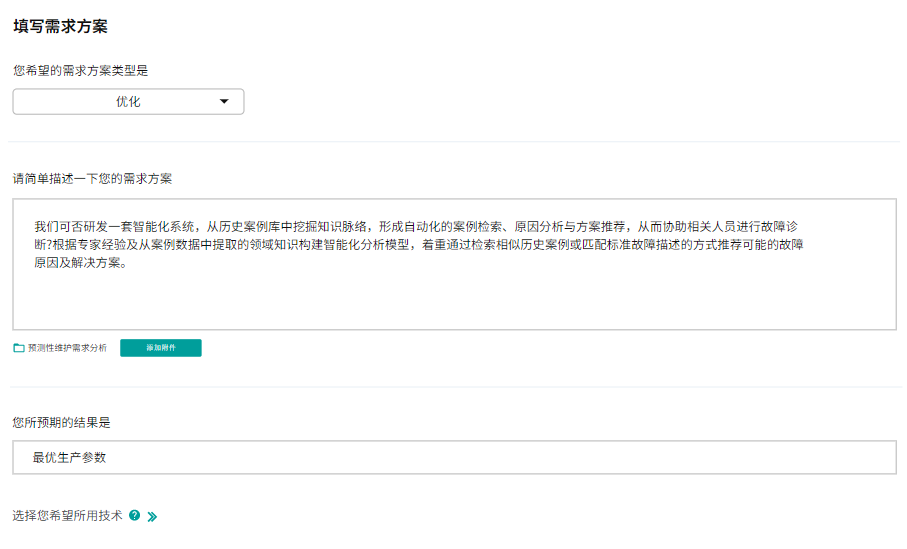 填写需求方案
您希望的需求方案类型是
优化
请简单描述一下您的需求方案
我们可否研发一套智能化系统，从历史案例库中挖掘知识脉络，形成自动化的案例检索、原因分析与方案推荐，从而协助相关人员进行故障诊
断?根据专家经验及从案例数据中提取的领域知识构建智能化分析模型，着重通过检索相似历史案例或匹配标准故障描述的方式推荐可能的故障
原因及解决方案。
预测性维护需求分析 添加附件
您所预期的结果是
最优生产参数
选择您希望所用技术 ?